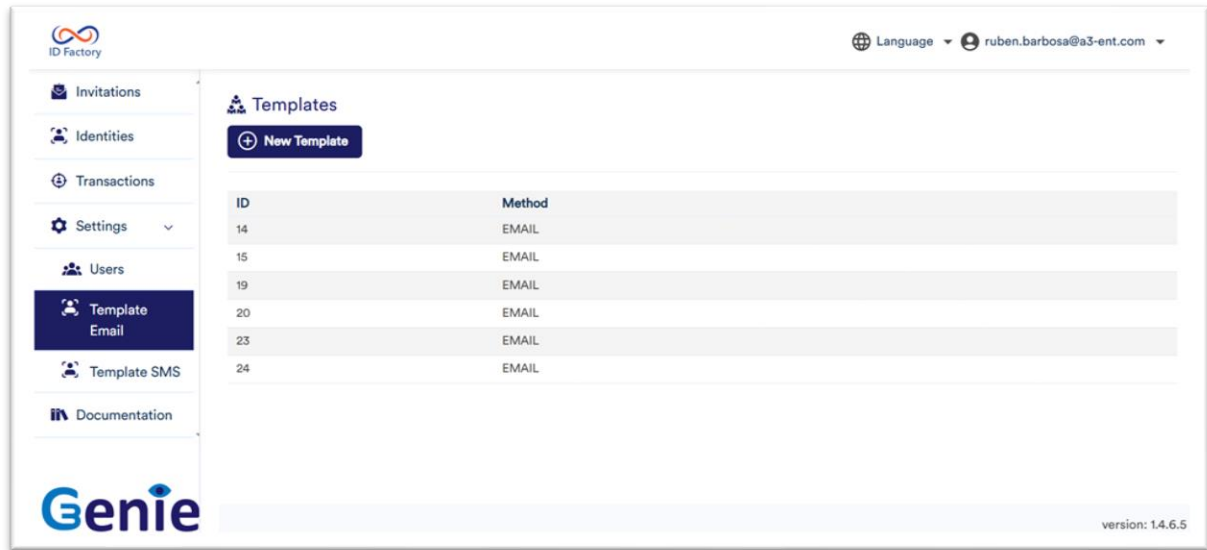 ID Factory
Language
ruben.barbosa@a3-ent.com
Invitations
Identities
Transactions
Settings
Users
Template
Email
Template SMS
Documentation
Templates
New Template
ID Method
14 EMAIL
15 EMAIL
19 EMAIL
20 EMAIL
23 EMAIL
24 EMAIL
Genie
version: 1.4.6.5